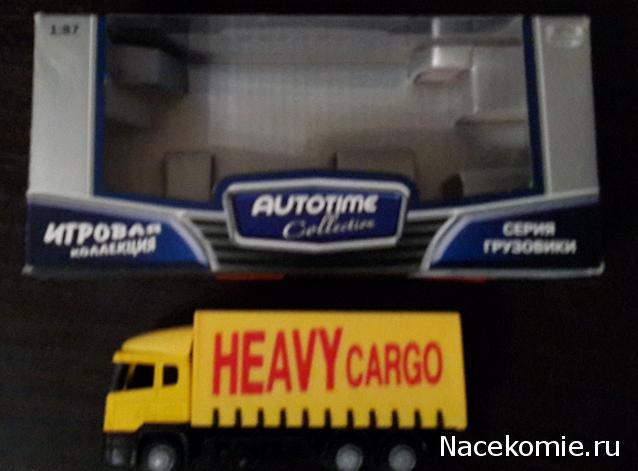 1:87
AUTOTIME
Collection
ИГРОВАЯ
КОЛЛЕКЦИЯ
СЕРИЯ
ГРУЗОВИКИ
HEAVY CARGO
Nacekomie.ru